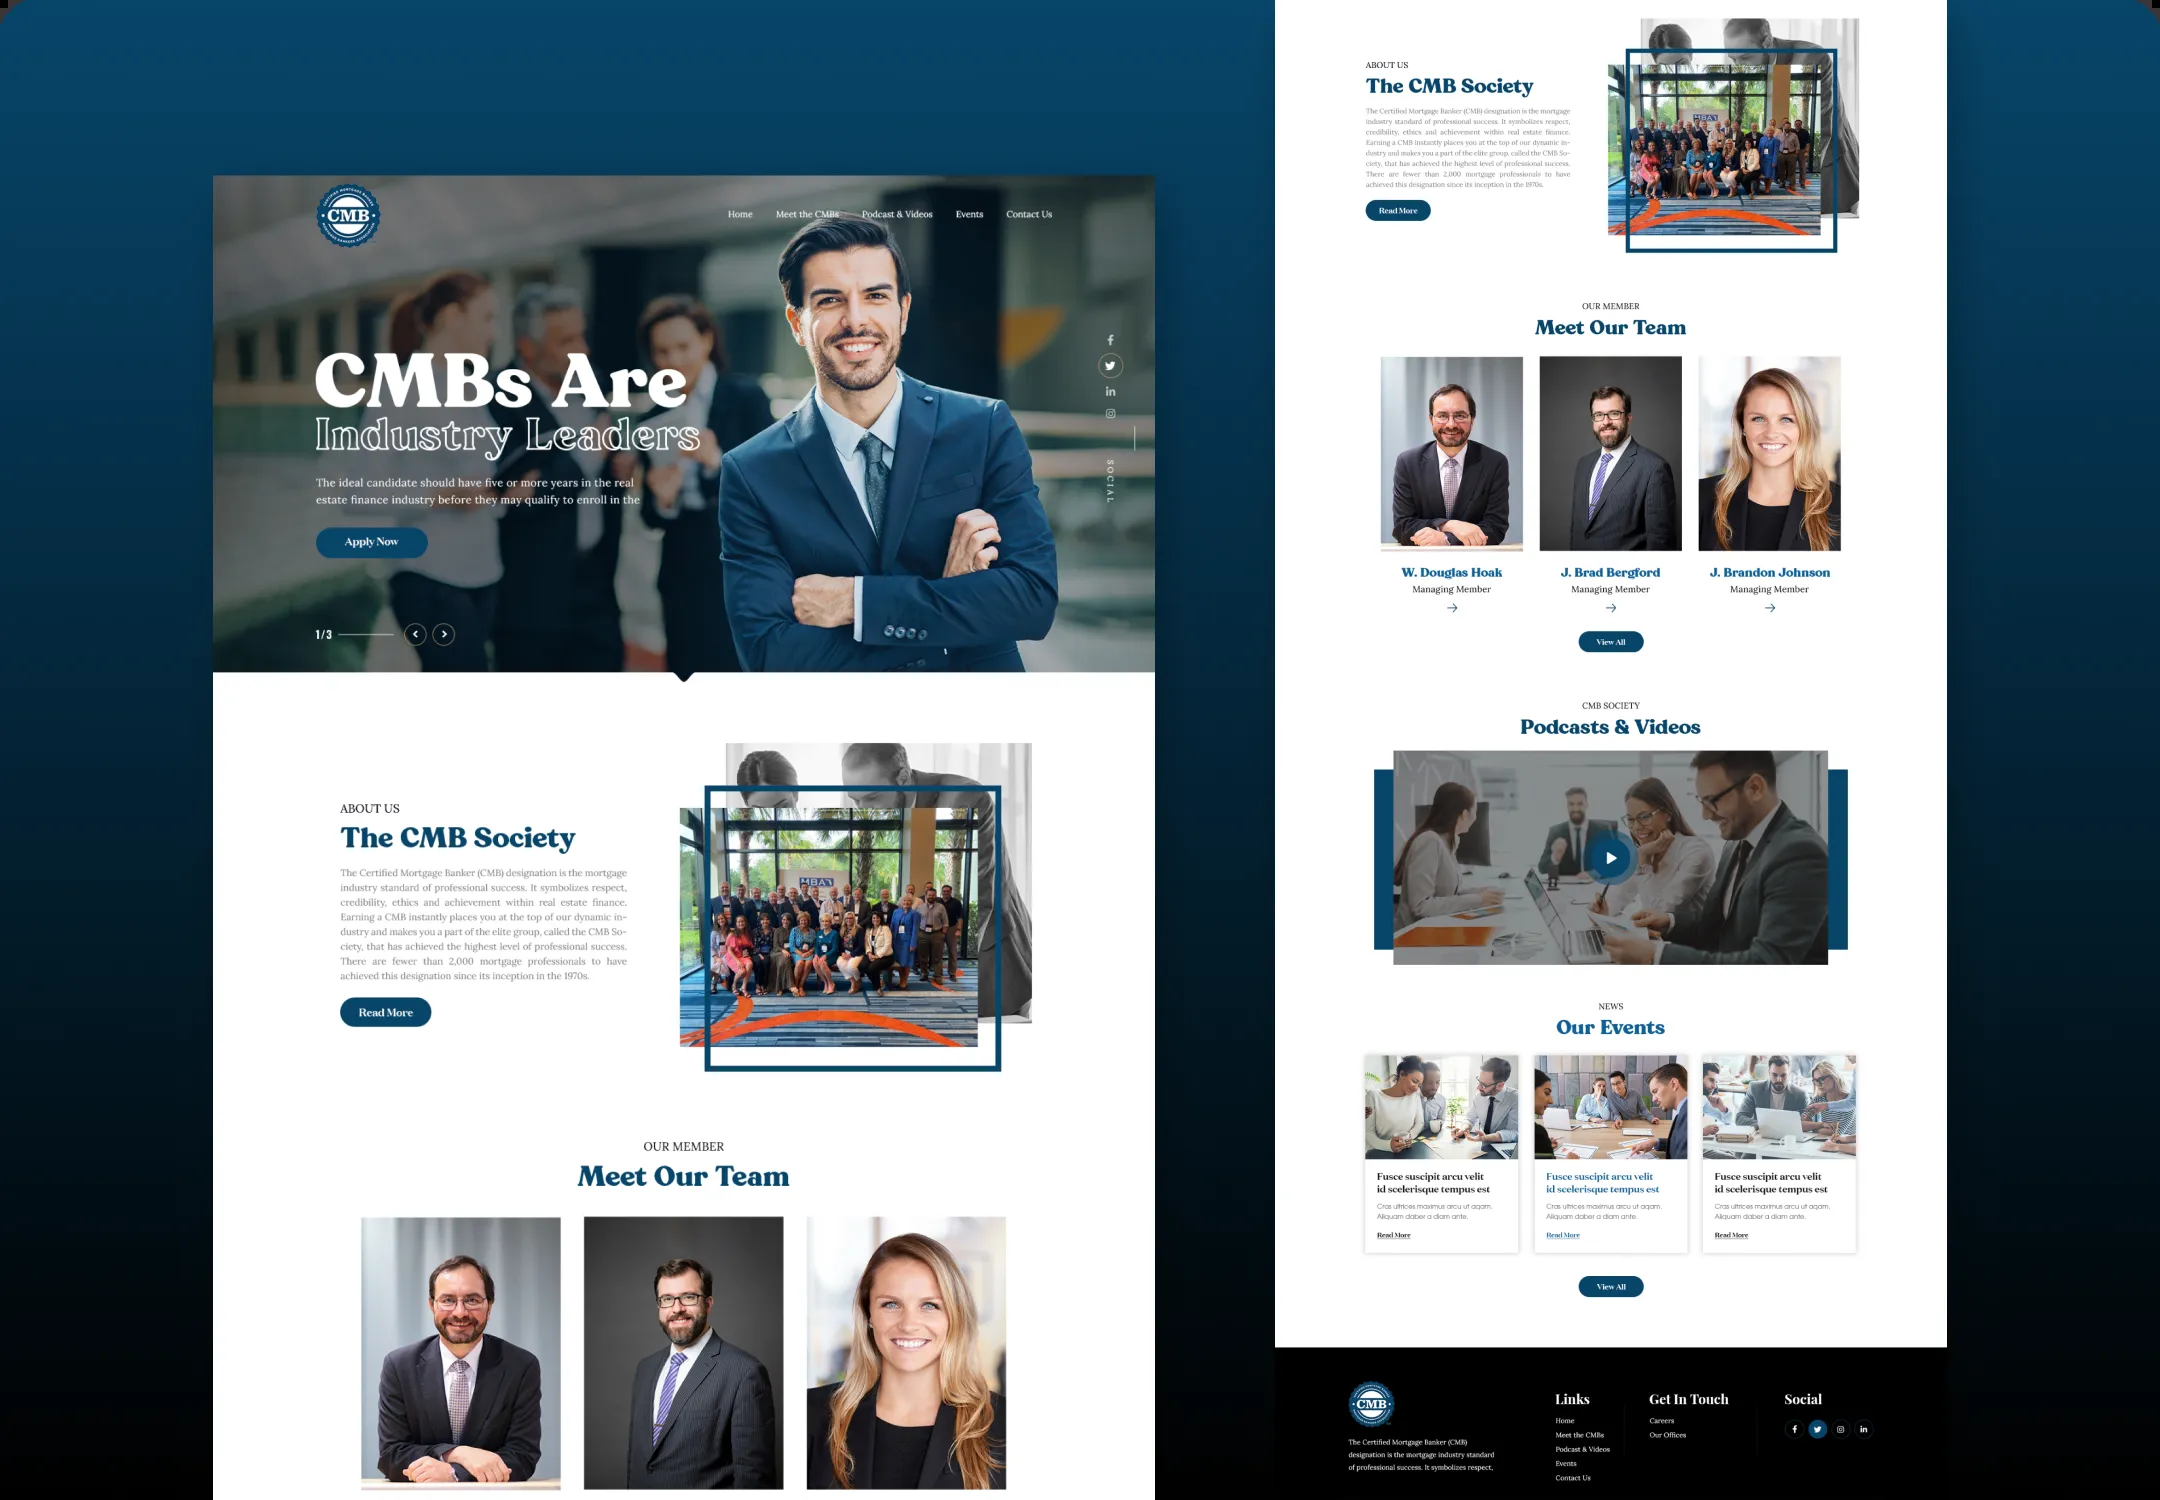 CERTIFIED MORTGAGE BANKER
CMB
MORTGAGE BANKERS ASSOCIATION
Home
Meet the CMBs
Podcast & Videos
Events
Contact Us
CMBs Are
Industry Leaders
The ideal candidate should have five or more years in the real
estate finance industry before they may qualify to enroll in the
Apply Now
1/3
SOCIAL
ABOUT US
The CMB Society
The Certified Mortgage Banker (CMB) designation is the mortgage
industry standard of professional success. It symbolizes respect,
credibility, ethics and achievement within real estate finance.
Earning a CMB instantly places you at the top of our dynamic in-
dustry and makes you a part of the elite group, called the CMB So-
ciety, that has achieved the highest level of professional success.
There are fewer than 2,000 mortgage professionals to have
achieved this designation since its inception in the 1970s.
Read More
MBA
OUR MEMBER
Meet Our Team
ABOUT US
The CMB Society
The Certified Mortgage Banker (CMB) designation is the mortgage
industry standard of professional success. It symbolizes respect,
credibility, ethics and achievement within real estate finance.
Earning a CMB instantly places you at the top of our dynamic in-
dustry and makes you a part of the elite group, called the CMB So-
ciety, that has achieved the highest level of professional success.
There are fewer than 2,000 mortgage professionals to have
achieved this designation since its inception in the 1970s.
Read More
MBA
OUR MEMBER
Meet Our Team
W. Douglas Hoak
Managing Member
J. Brad Bergford
Managing Member
J. Brandon Johnson
Managing Member
View All
CMB SOCIETY
Podcasts & Videos
NEWS
Our Events
Fusce suscipit arcu velit
id scelerisque tempus est
Cras ultrices maximus arcu ut aqam.
Aliquam daber a diam ante.
Read More
Fusce suscipit arcu velit
id scelerisque tempus est
Cras ultrices maximus arcu ut aqam.
Aliquam daber a diam ante.
Read More
Fusce suscipit arcu velit
id scelerisque tempus est
Cras ultrices maximus arcu ut aqam.
Aliquam daber a diam ante.
Read More
View All
CMB
The Certified Mortgage Banker (CMB)
designation is the mortgage industry standard
of professional success. It symbolizes respect,
Links
Home
Meet the CMBs
Podcast & Videos
Events
Contact Us
Get In Touch
Careers
Our Offices
Social